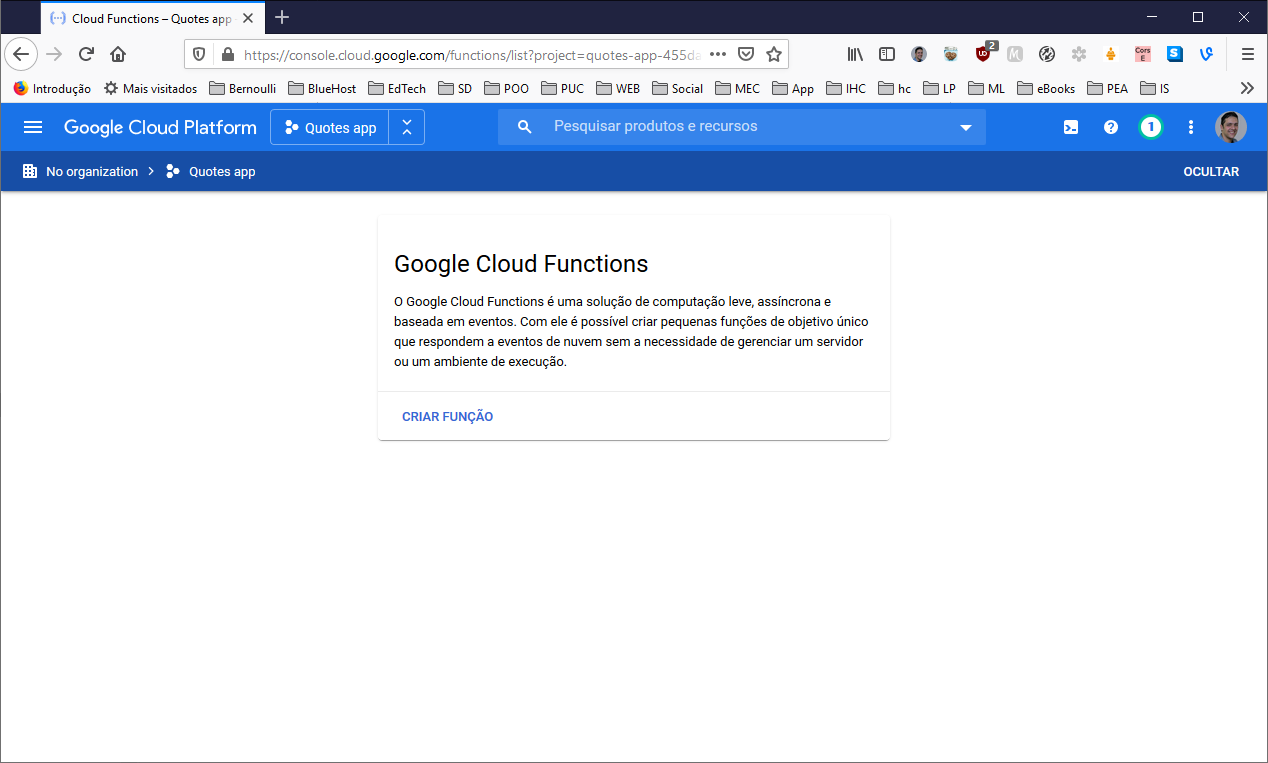 Cloud Functions – Quotes app
https://console.cloud.google.com/functions/list?project=quotes-app-455da
2
Cors
E
Introdução Mais visitados Bernoulli BlueHost EdTech SD POO PUC WEB Social MEC App IHC hc LP ML eBooks PEA IS
Google Cloud Platform Quotes app Pesquisar produtos e recursos 1
No organization Quotes app OCULTAR
Google Cloud Functions
O Google Cloud Functions é uma solução de computação leve, assíncrona e
baseada em eventos. Com ele é possível criar pequenas funções de objetivo único
que respondem a eventos de nuvem sem a necessidade de gerenciar um servidor
ou um ambiente de execução.
CRIAR FUNÇÃO